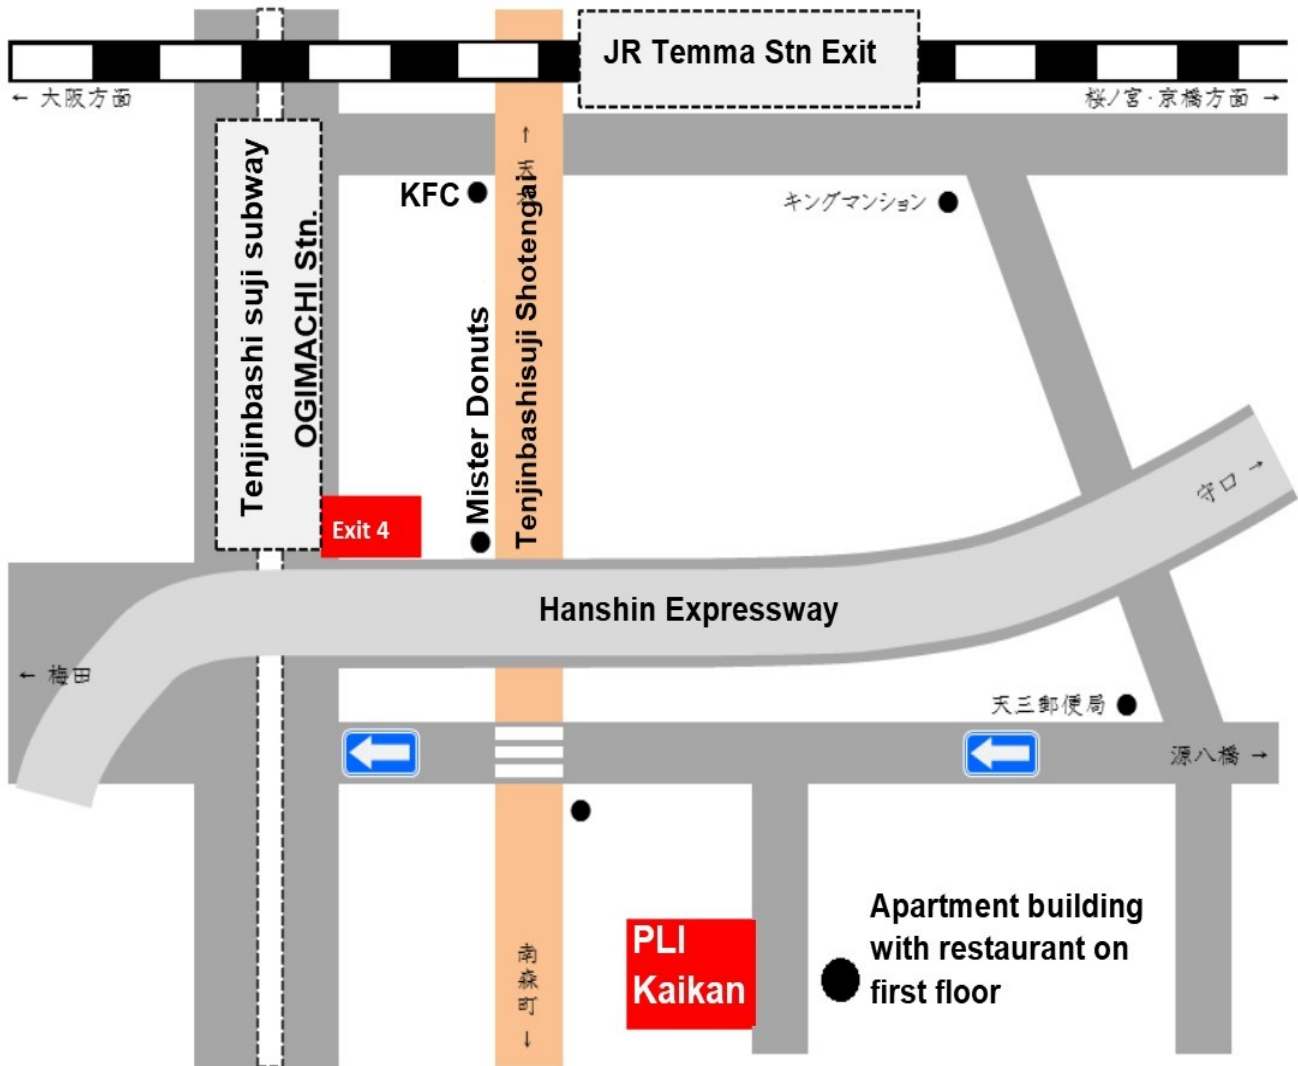 JR Temma Stn Exit
← 大阪方面
桜ノ宮・京橋方面 →
↑
Tenjinbashi suji subway
OGIMACHI Stn.
KFC
Tenjinbashisuji Shotengai
キングマンション
Mister Donuts
守口 →
Exit 4
Hanshin Expressway
← 梅田
天三郵便局
源八橋 →
Apartment building
with restaurant on
first floor
PLI
Kaikan
南森町
↓